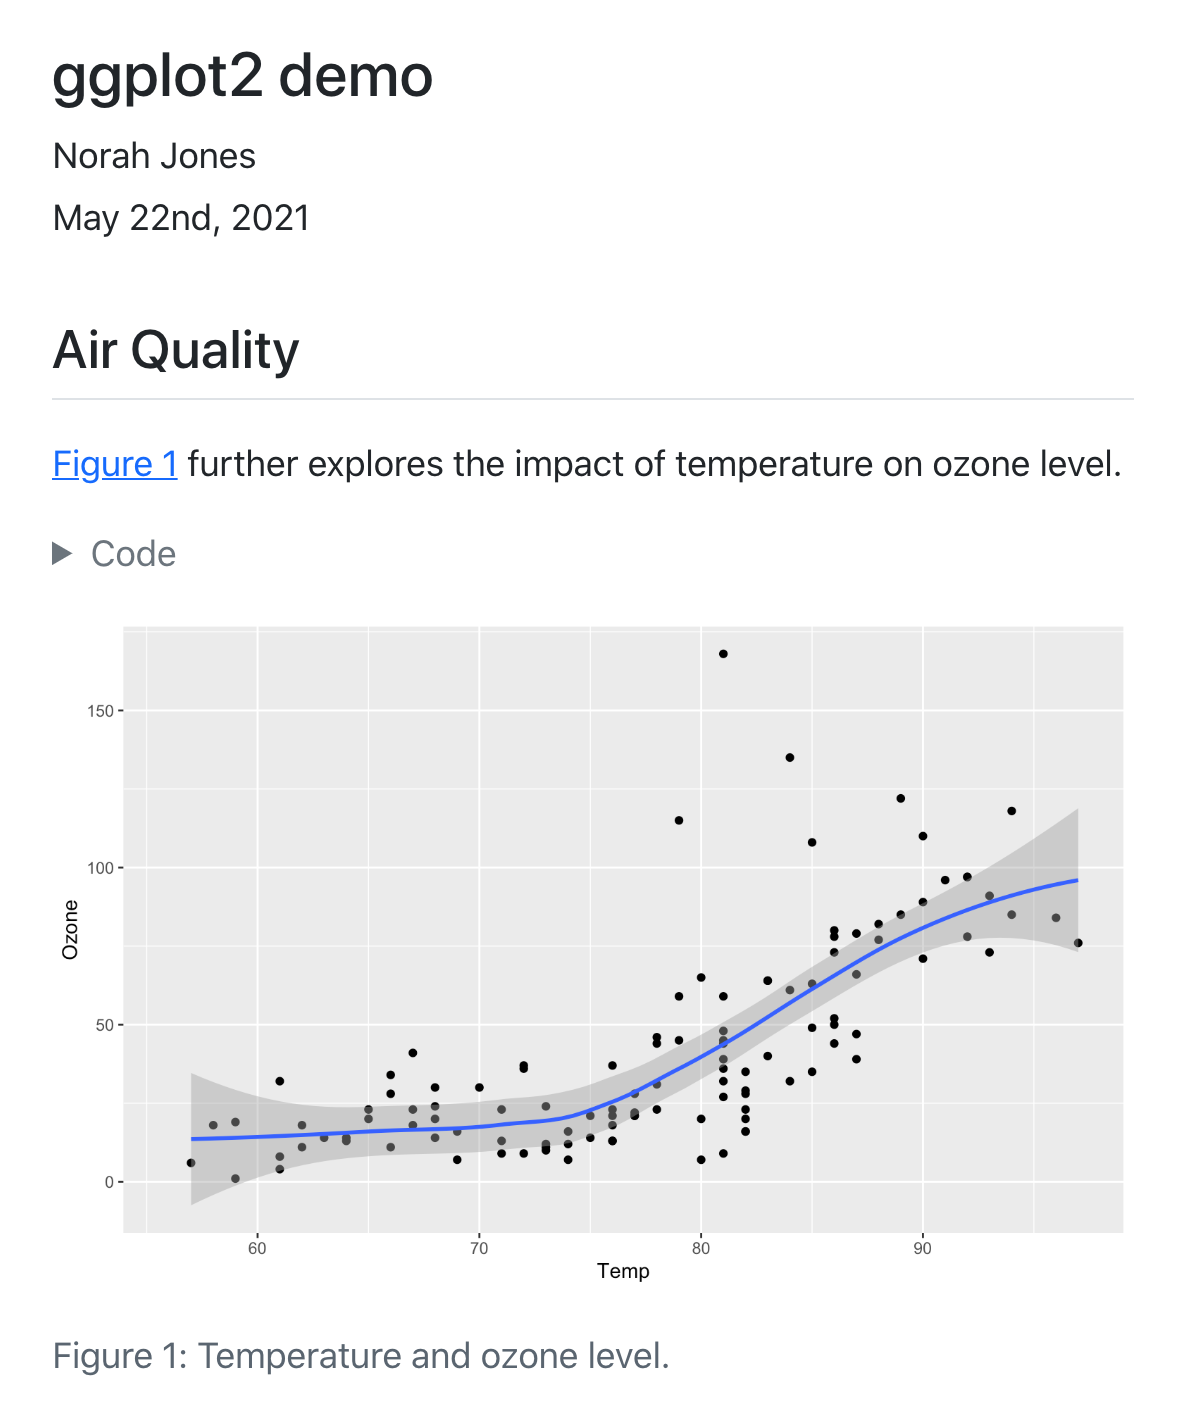 ggplot2 demo
Norah Jones
May 22nd, 2021
Air Quality
Figure 1 further explores the impact of temperature on ozone level.
Code
150
100
50
0
Ozone
60 70 80 90
Temp
Figure 1: Temperature and ozone level.